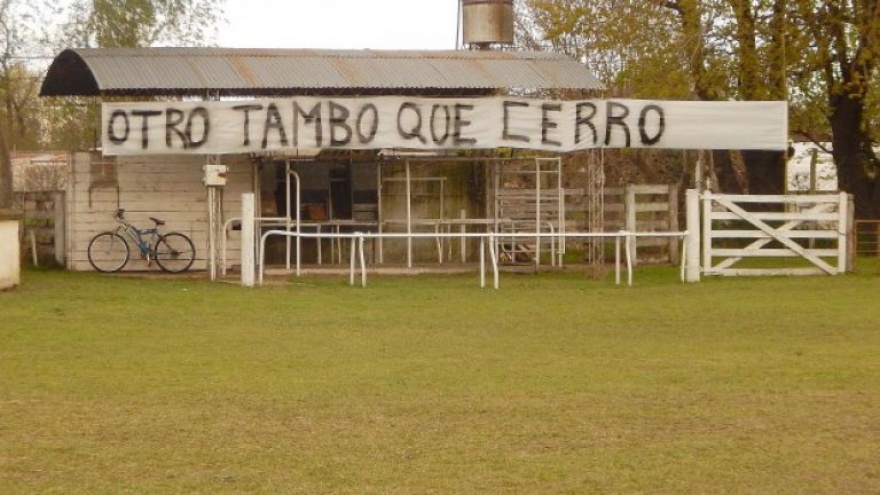 OTRO TAMBO QUE CERRO